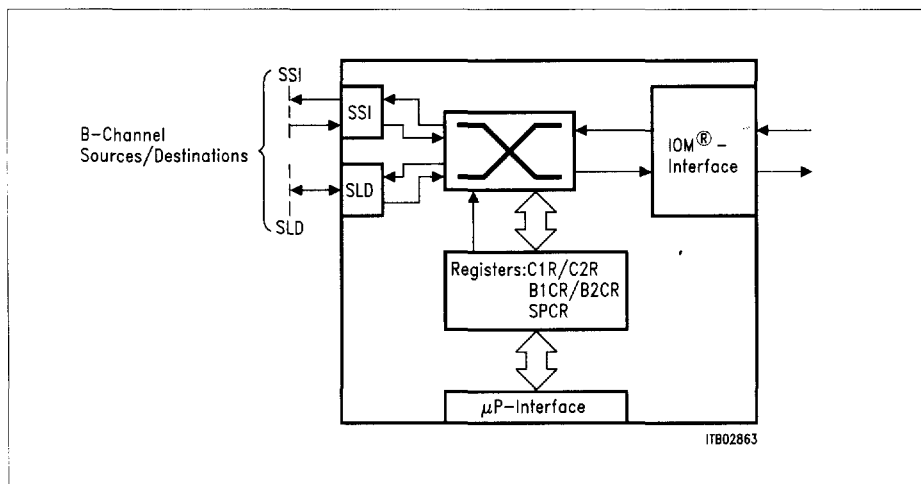 SSI
B-Channel
Sources/Destinations
SLD
SSI
SLD
IOM®-
Interface
Registers:C1R/C2R
B1CR/B2CR
SPCR
µP-Interface
ITB02863